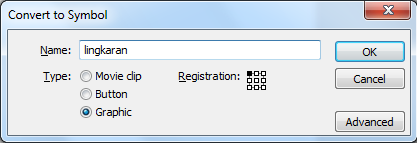 Convert to Symbol
Name: lingkaran OK
Type: Movie clip Registration: Cancel
Button
Graphic
Advanced